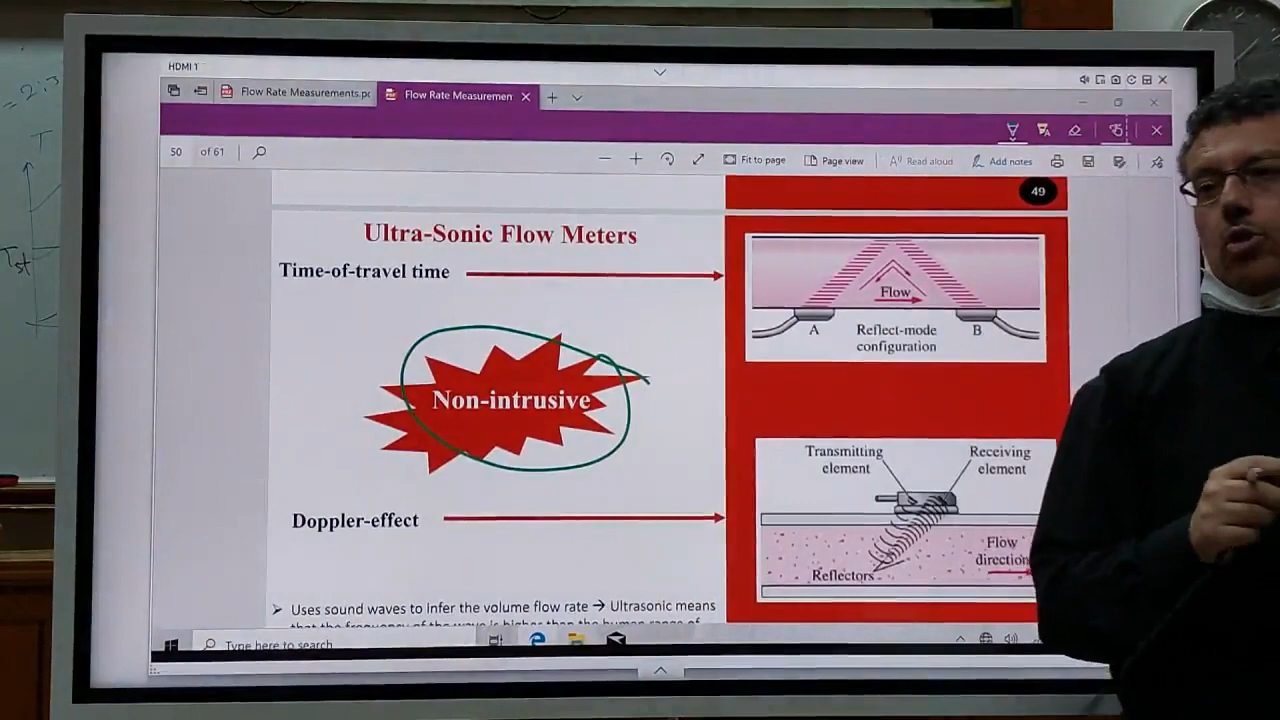 HDMI 1
Flow Rate Measurements.pc
Flow Rate Measuremen
50 of 61
Fit to page
Page view
Read aloud
Add notes
49
Ultra-Sonic Flow Meters
Time-of-travel time
Flow
A
Reflect-mode
configuration
B
Non-intrusive
Transmitting
element
Receiving
element
Doppler-effect
Flow
direction
Reflectors
➢ Uses sound waves to infer the volume flow rate → Ultrasonic means
that the frequency of the wave is higher than the human range of
Type here to search
T
Tst